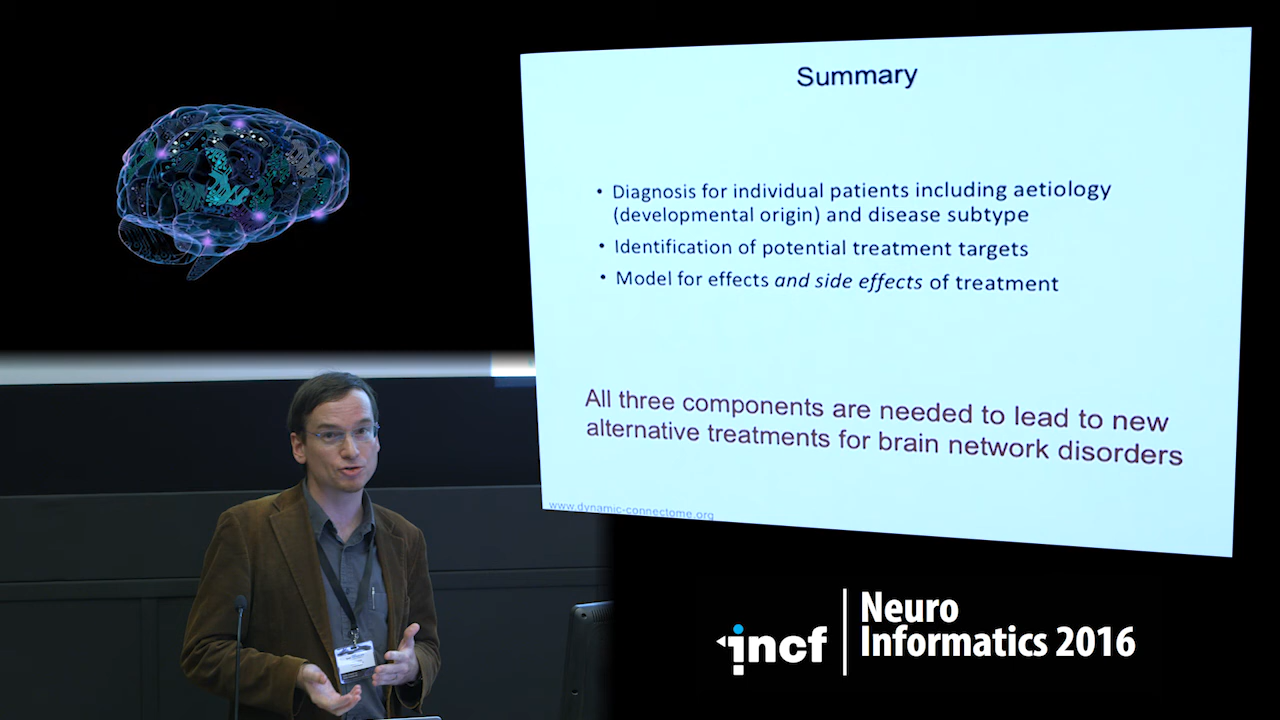 Summary
• Diagnosis for individual patients including aetiology
(developmental origin) and disease subtype
• Identification of potential treatment targets
• Model for effects and side effects of treatment
All three components are needed to lead to new
alternative treatments for brain network disorders
www.dynamic-connectome.org
incf
Neuro
Informatics 2016